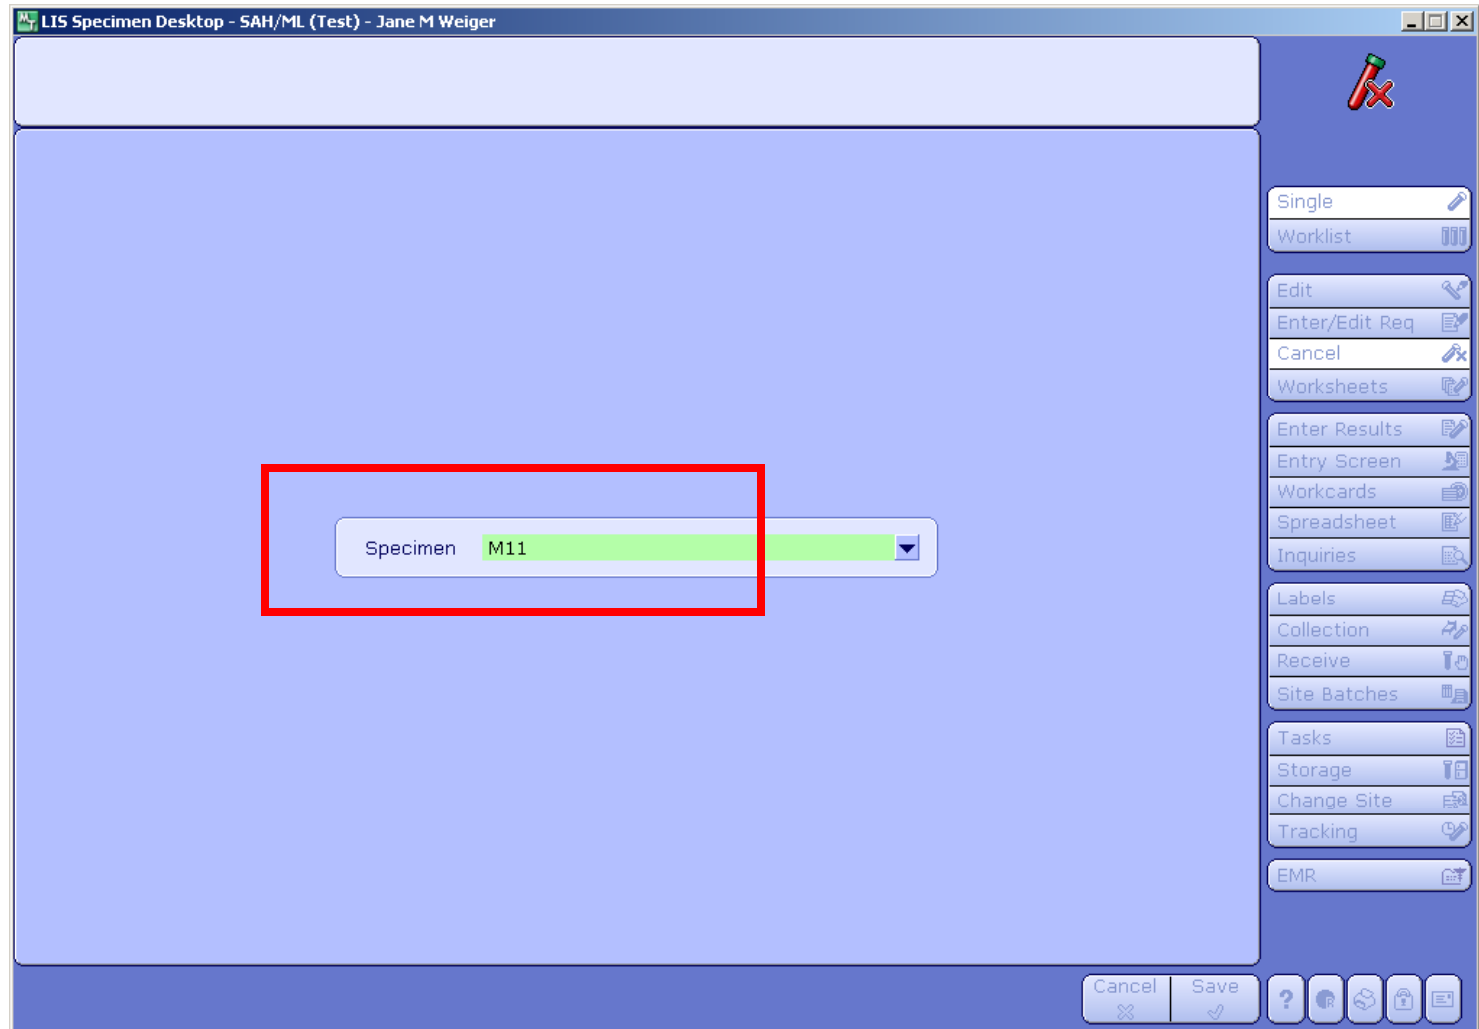 LIS Specimen Desktop - SAH/ML (Test) - Jane M Weiger
Single
Worklist
Edit
Enter/Edit Req
Cancel
Worksheets
Enter Results
Entry Screen
Workcards
Spreadsheet
Inquiries
Specimen M11
Labels
Collection
Receive
Site Batches
Tasks
Storage
Change Site
Tracking
EMR
Cancel Save
?